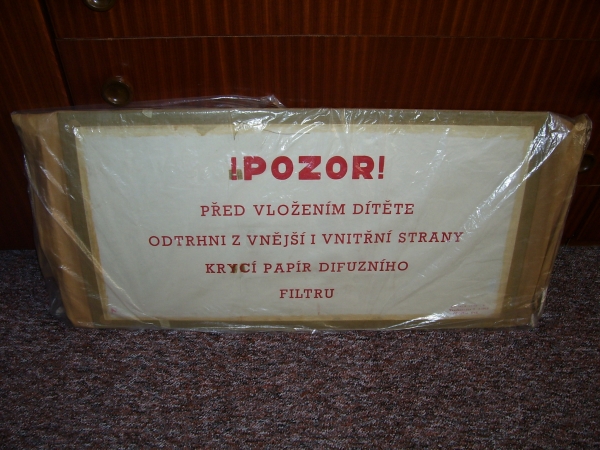 ¡POZOR!
PŘED VLOŽENÍM DÍTĚTE
ODTRHNI Z VNĚJŠÍ I VNITŘNÍ STRANY
KRYCÍ PAPÍR DIFUZNÍHO
FILTRU